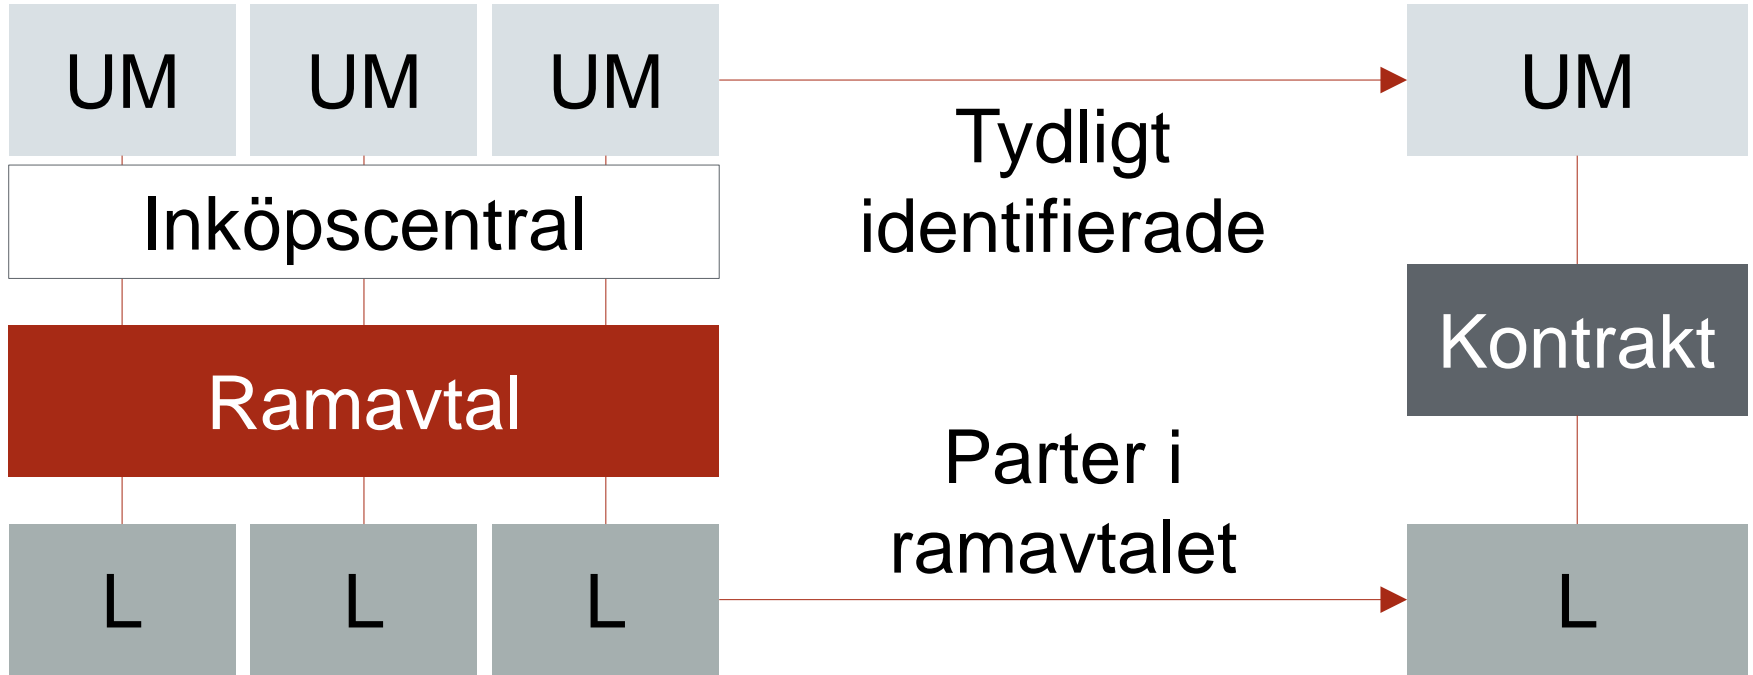 UM UM UM
UM
Tydligt
identifierade
Inköpscentral
Ramavtal
Kontrakt
Parter i
ramavtalet
L L L
L